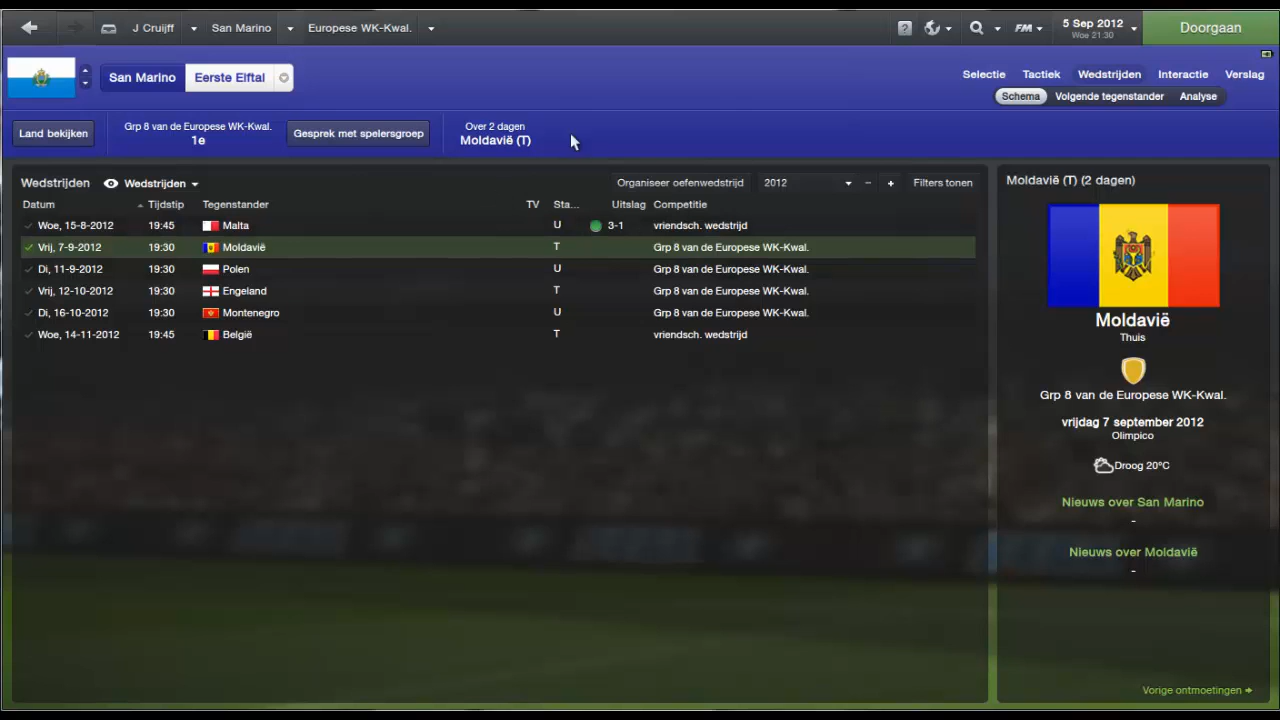 J Cruijff San Marino Europese WK-Kwal. ? FM 5 Sep 2012 Doorgaan
Woe 21:30
San Marino Eerste Elftal Selectie Tactiek Wedstrijden Interactie Verslag
Schema Volgende tegenstander Analyse
Land bekijken Grp 8 van de Europese WK-Kwal. Gesprek met spelersgroep Over 2 dagen
1e Moldavië (T)
Wedstrijden Wedstrijden Organiseer oefenwedstrijd 2012 − + Filters tonen
Datum Tijdstip Tegenstander TV Sta... Uitslag Competitie
Woe, 15-8-2012 19:45 Malta U 3-1 vriendsch. wedstrijd
Vrij, 7-9-2012 19:30 Moldavië T Grp 8 van de Europese WK-Kwal.
Di, 11-9-2012 19:30 Polen U Grp 8 van de Europese WK-Kwal.
Vrij, 12-10-2012 19:30 Engeland T Grp 8 van de Europese WK-Kwal.
Di, 16-10-2012 19:30 Montenegro U Grp 8 van de Europese WK-Kwal.
Woe, 14-11-2012 19:45 België T vriendsch. wedstrijd
Moldavië (T) (2 dagen)
Moldavië
Thuis
Grp 8 van de Europese WK-Kwal.
vrijdag 7 september 2012
Olimpico
Droog 20°C
Nieuws over San Marino
-
Nieuws over Moldavië
-
Vorige ontmoetingen